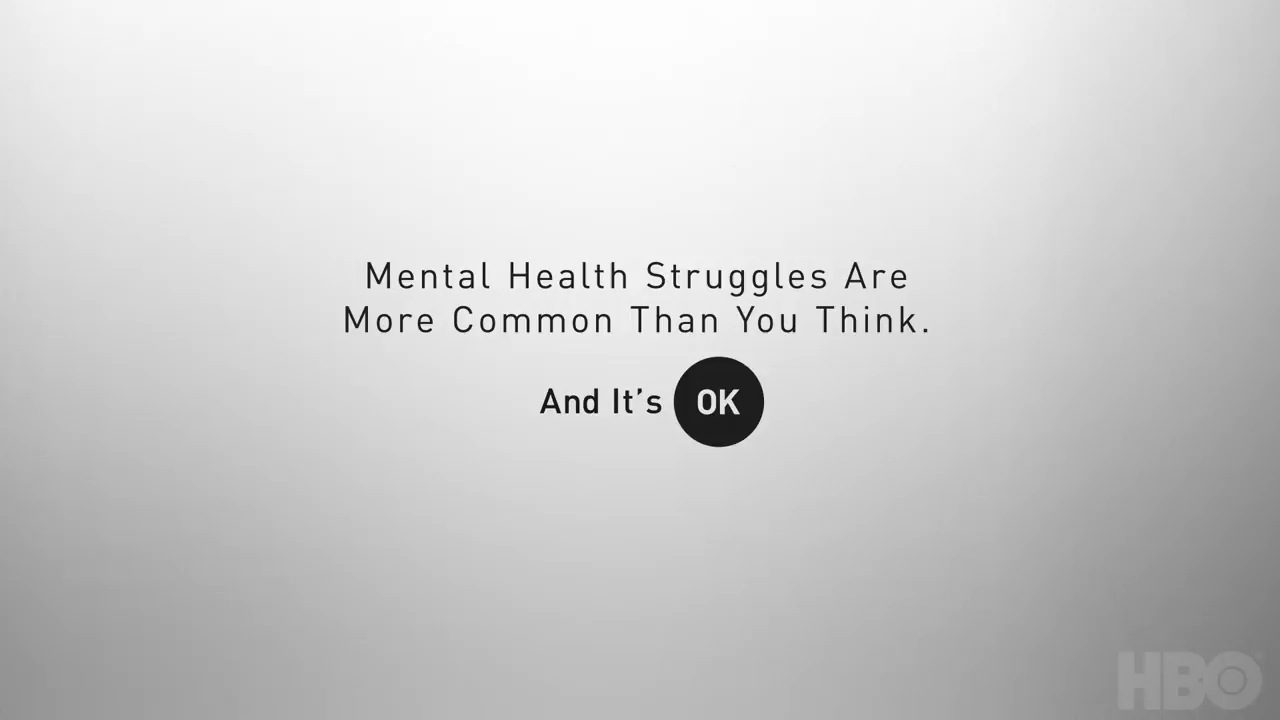 Mental Health Struggles Are
More Common Than You Think.
And It’s OK
HBO